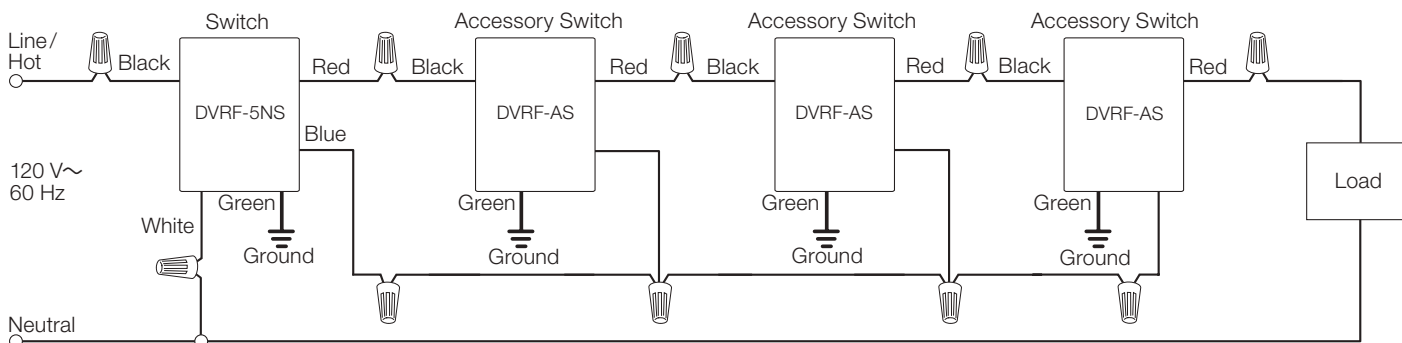 Switch
Accessory Switch
Accessory Switch
Accessory Switch
Line/
Hot
Black
Red
Black
Red
Black
Red
Black
Red
DVRF-5NS
DVRF-AS
DVRF-AS
DVRF-AS
Blue
120 V~
60 Hz
Load
Green
Green
Green
Green
White
Ground
Ground
Ground
Ground
Neutral